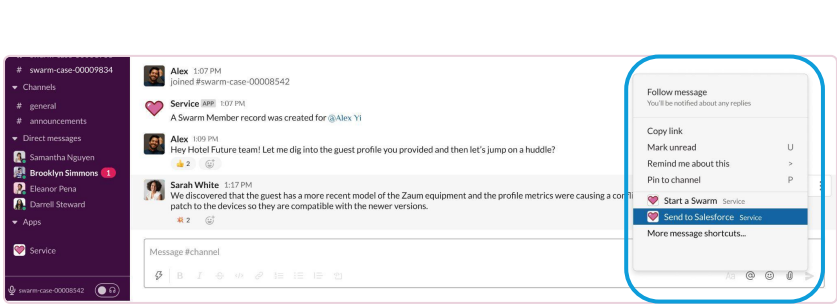 # swarm-case-00009834
Channels
# general
# announcements
Direct messages
Samantha Nguyen
Brooklyn Simmons 1
Eleanor Pena
Darrell Steward
Apps
Service
swarm-case-00008542
Alex 1:07 PM
joined #swarm-case-00008542
Service APP 1:07 PM
A Swarm Member record was created for @Alex Yi
Alex 1:09 PM
Hey Hotel Future team! Let me dig into the guest profile you provided and then let's jump on a huddle?
2
Sarah White 1:17 PM
We discovered that the guest has a more recent model of the Zaum equipment and the profile metrics were causing a confli
patch to the devices so they are compatible with the newer versions.
2
Message #channel
B I
Aa @
Follow message
You'll be notified about any replies
Copy link
Mark unread U
Remind me about this >
Pin to channel P
Start a Swarm Service
Send to Salesforce Service
More message shortcuts...